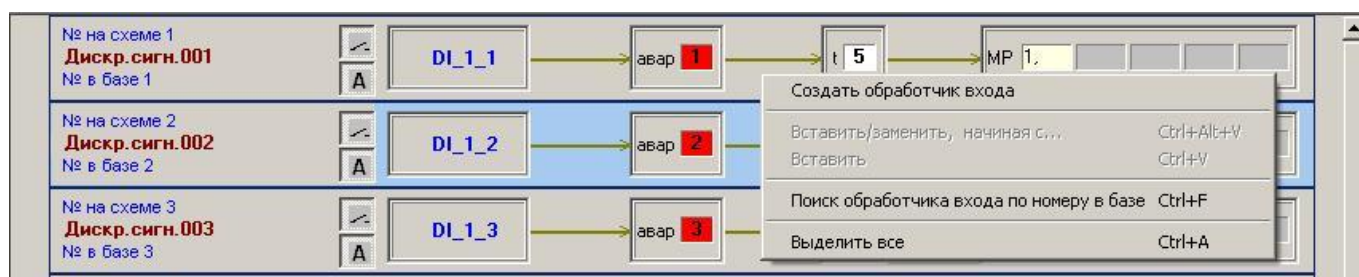 № на схеме 1
Дискр.сигн.001
№ в базе 1
А
DI_1_1
авар 1
t 5
МР 1,
№ на схеме 2
Дискр.сигн.002
№ в базе 2
А
DI_1_2
авар 2
№ на схеме 3
Дискр.сигн.003
№ в базе 3
А
DI_1_3
авар 3
Создать обработчик входа
Вставить/заменить, начиная с... Ctrl+Alt+V
Вставить Ctrl+V
Поиск обработчика входа по номеру в базе Ctrl+F
Выделить все Ctrl+A